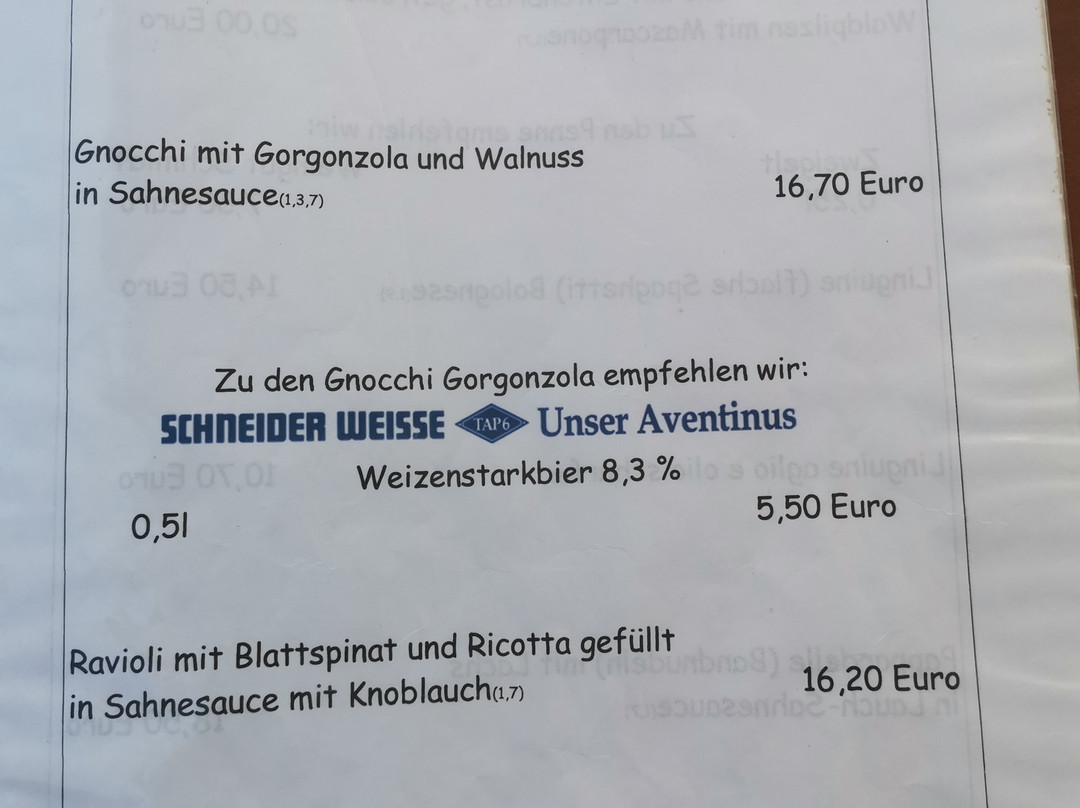 Gnocchi mit Gorgonzola und Walnuss
in Sahnesauce(1,3,7) 16,70 Euro
Zu den Gnocchi Gorgonzola empfehlen wir:
SCHNEIDER WEISSE TAP6 Unser Aventinus
Weizenstarkbier 8,3 %
0,5l 5,50 Euro
Ravioli mit Blattspinat und Ricotta gefüllt
in Sahnesauce mit Knoblauch(1,7) 16,20 Euro